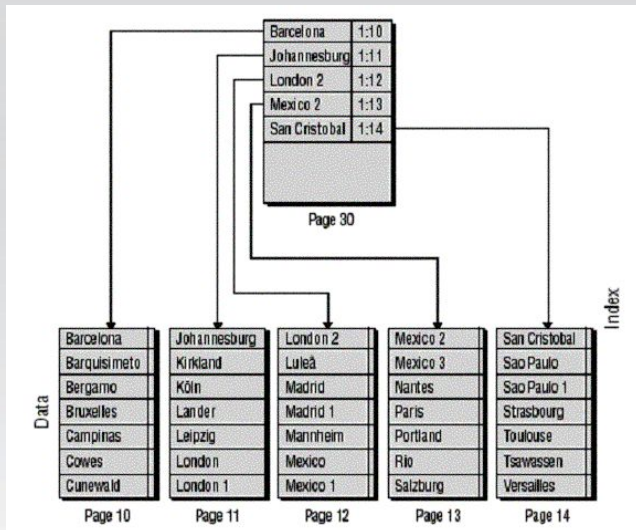 Barcelona 1:10
Johannesburg 1:11
London 2 1:12
Mexico 2 1:13
San Cristobal 1:14
Page 30
Index
Data
Barcelona
Barquisimeto
Bergamo
Bruxelles
Campinas
Cowes
Cunewald
Page 10
Johannesburg
Kirkland
Köln
Lander
Leipzig
London
London 1
Page 11
London 2
Luleå
Madrid
Madrid 1
Mannheim
Mexico
Mexico 1
Page 12
Mexico 2
Mexico 3
Nantes
Paris
Portland
Rio
Salzburg
Page 13
San Cristobal
Sao Paulo
Sao Paulo 1
Strasbourg
Toulouse
Tsawassen
Versailles
Page 14